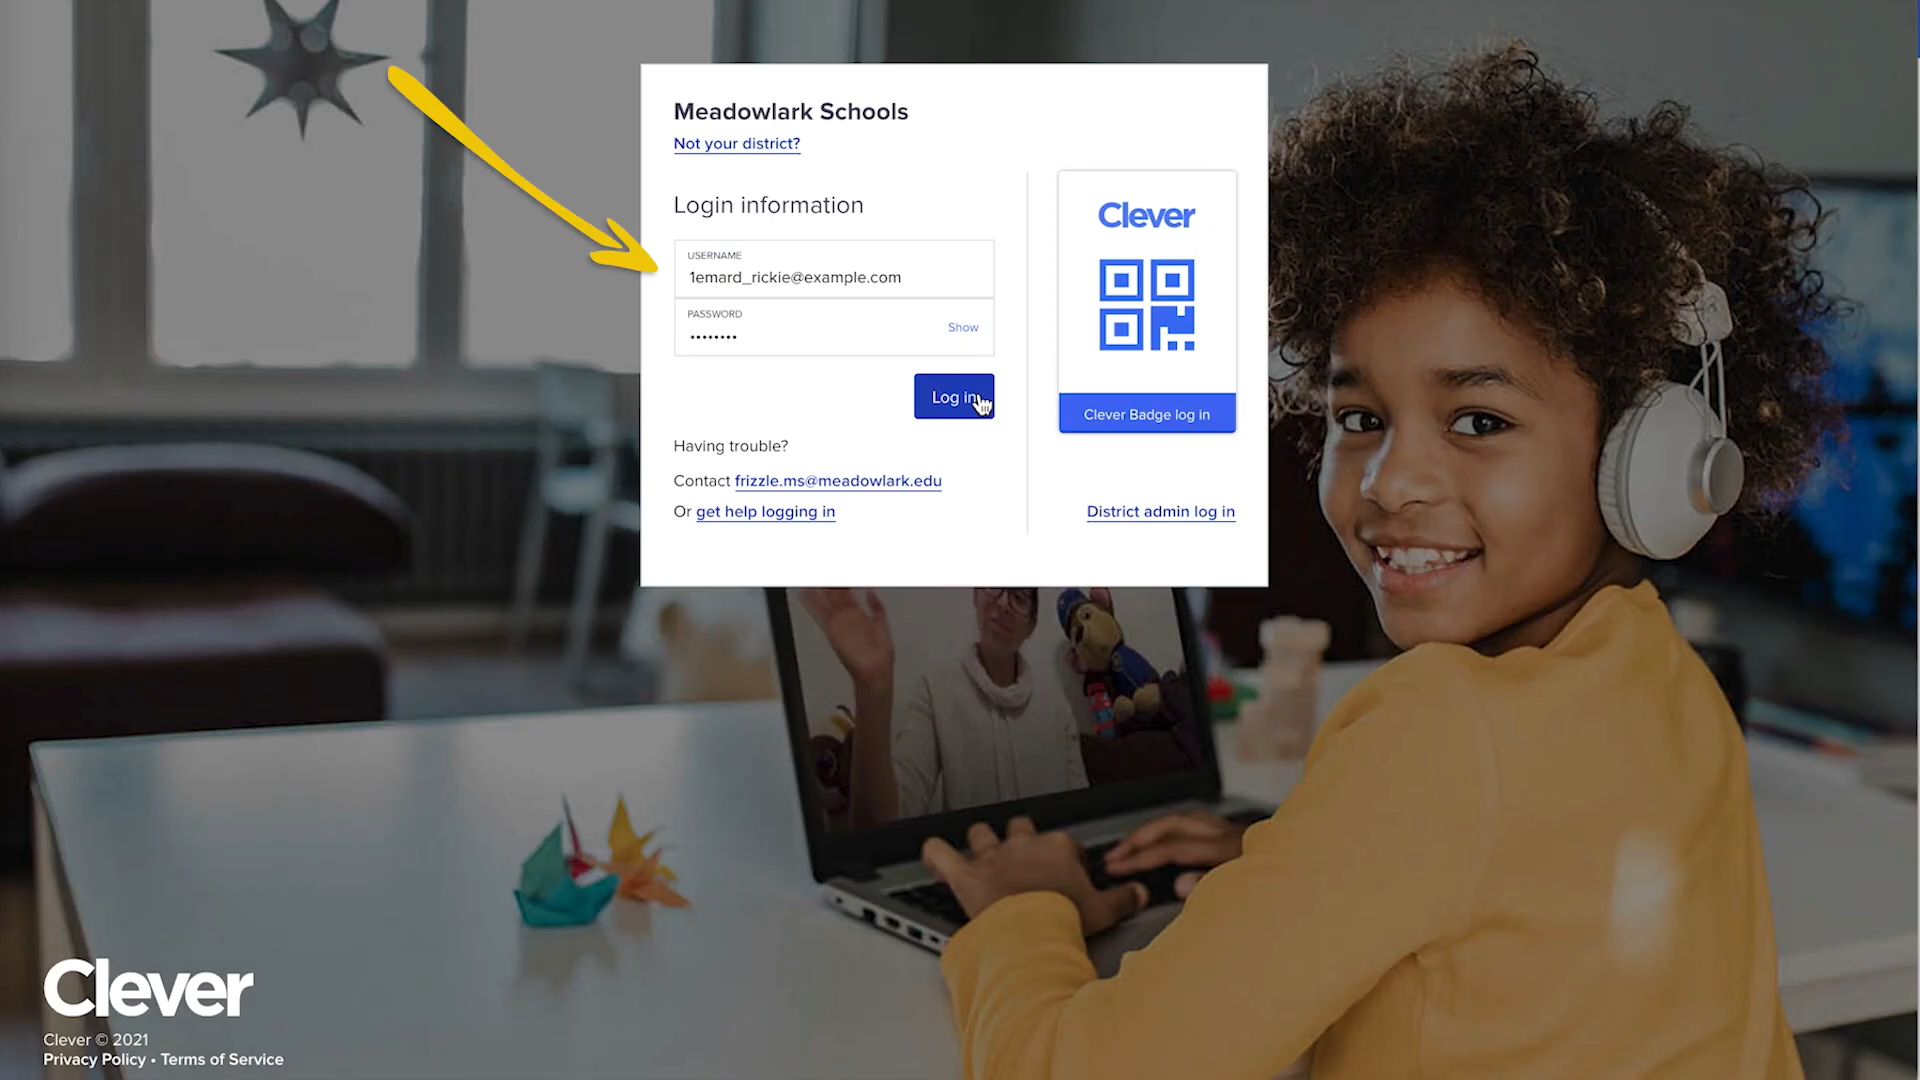 Meadowlark Schools
Not your district?
Login information
USERNAME
1emard_rickie@example.com
PASSWORD
••••••••
Show
Log in
Having trouble?
Contact frizzle.ms@meadowlark.edu
Or get help logging in
Clever
Clever Badge log in
District admin log in
Clever
Clever © 2021
Privacy Policy • Terms of Service